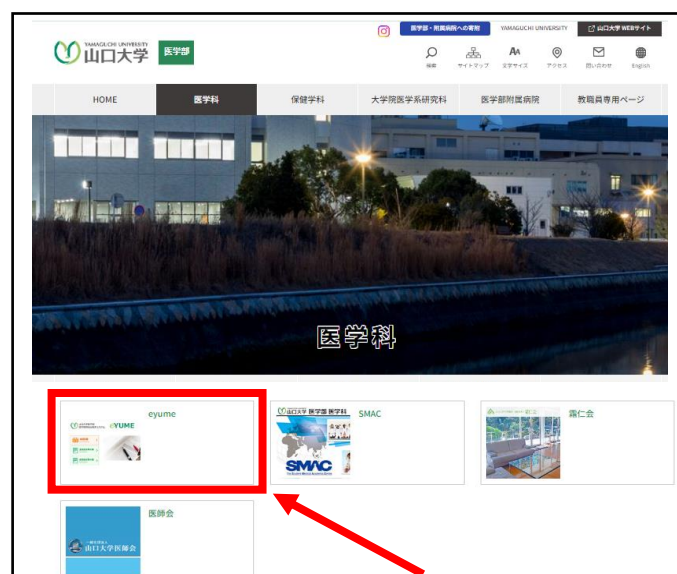 医学部・附属病院への寄附
YAMAGUCHI UNIVERSITY
山口大学 WEBサイト
YAMAGUCHI UNIVERSITY
山口大学 医学部
検索
サイトマップ
AA
文字サイズ
アクセス
問い合わせ
English
HOME
医学科
保健学科
大学院医学系研究科
医学部附属病院
教職員専用ページ
医学科
eyume
eYUME
山口大学 医学部 医学科
SMAC
SMAC
霜仁会
医師会
山口大学医師会